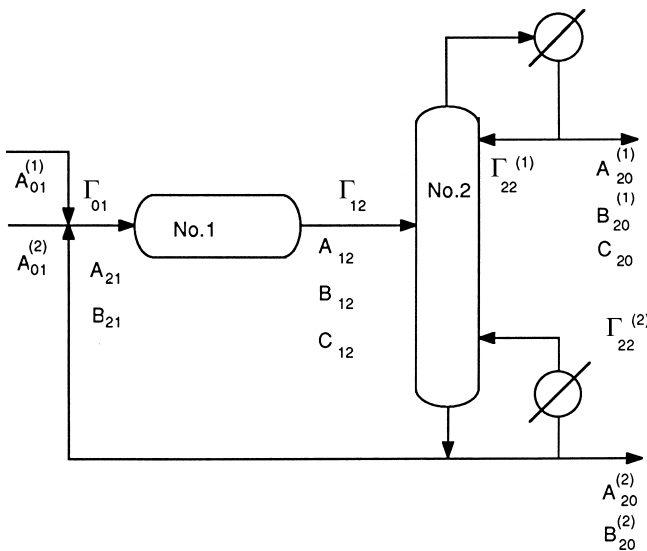 A₀₁⁽¹⁾
Γ₀₁
A₀₁⁽²⁾
A₂₁
B₂₁
No.1
Γ₁₂
A₁₂
B₁₂
C₁₂
No.2
Γ₂₂⁽¹⁾
A₂₀⁽¹⁾
B₂₀⁽¹⁾
C₂₀
Γ₂₂⁽²⁾
A₂₀⁽²⁾
B₂₀⁽²⁾